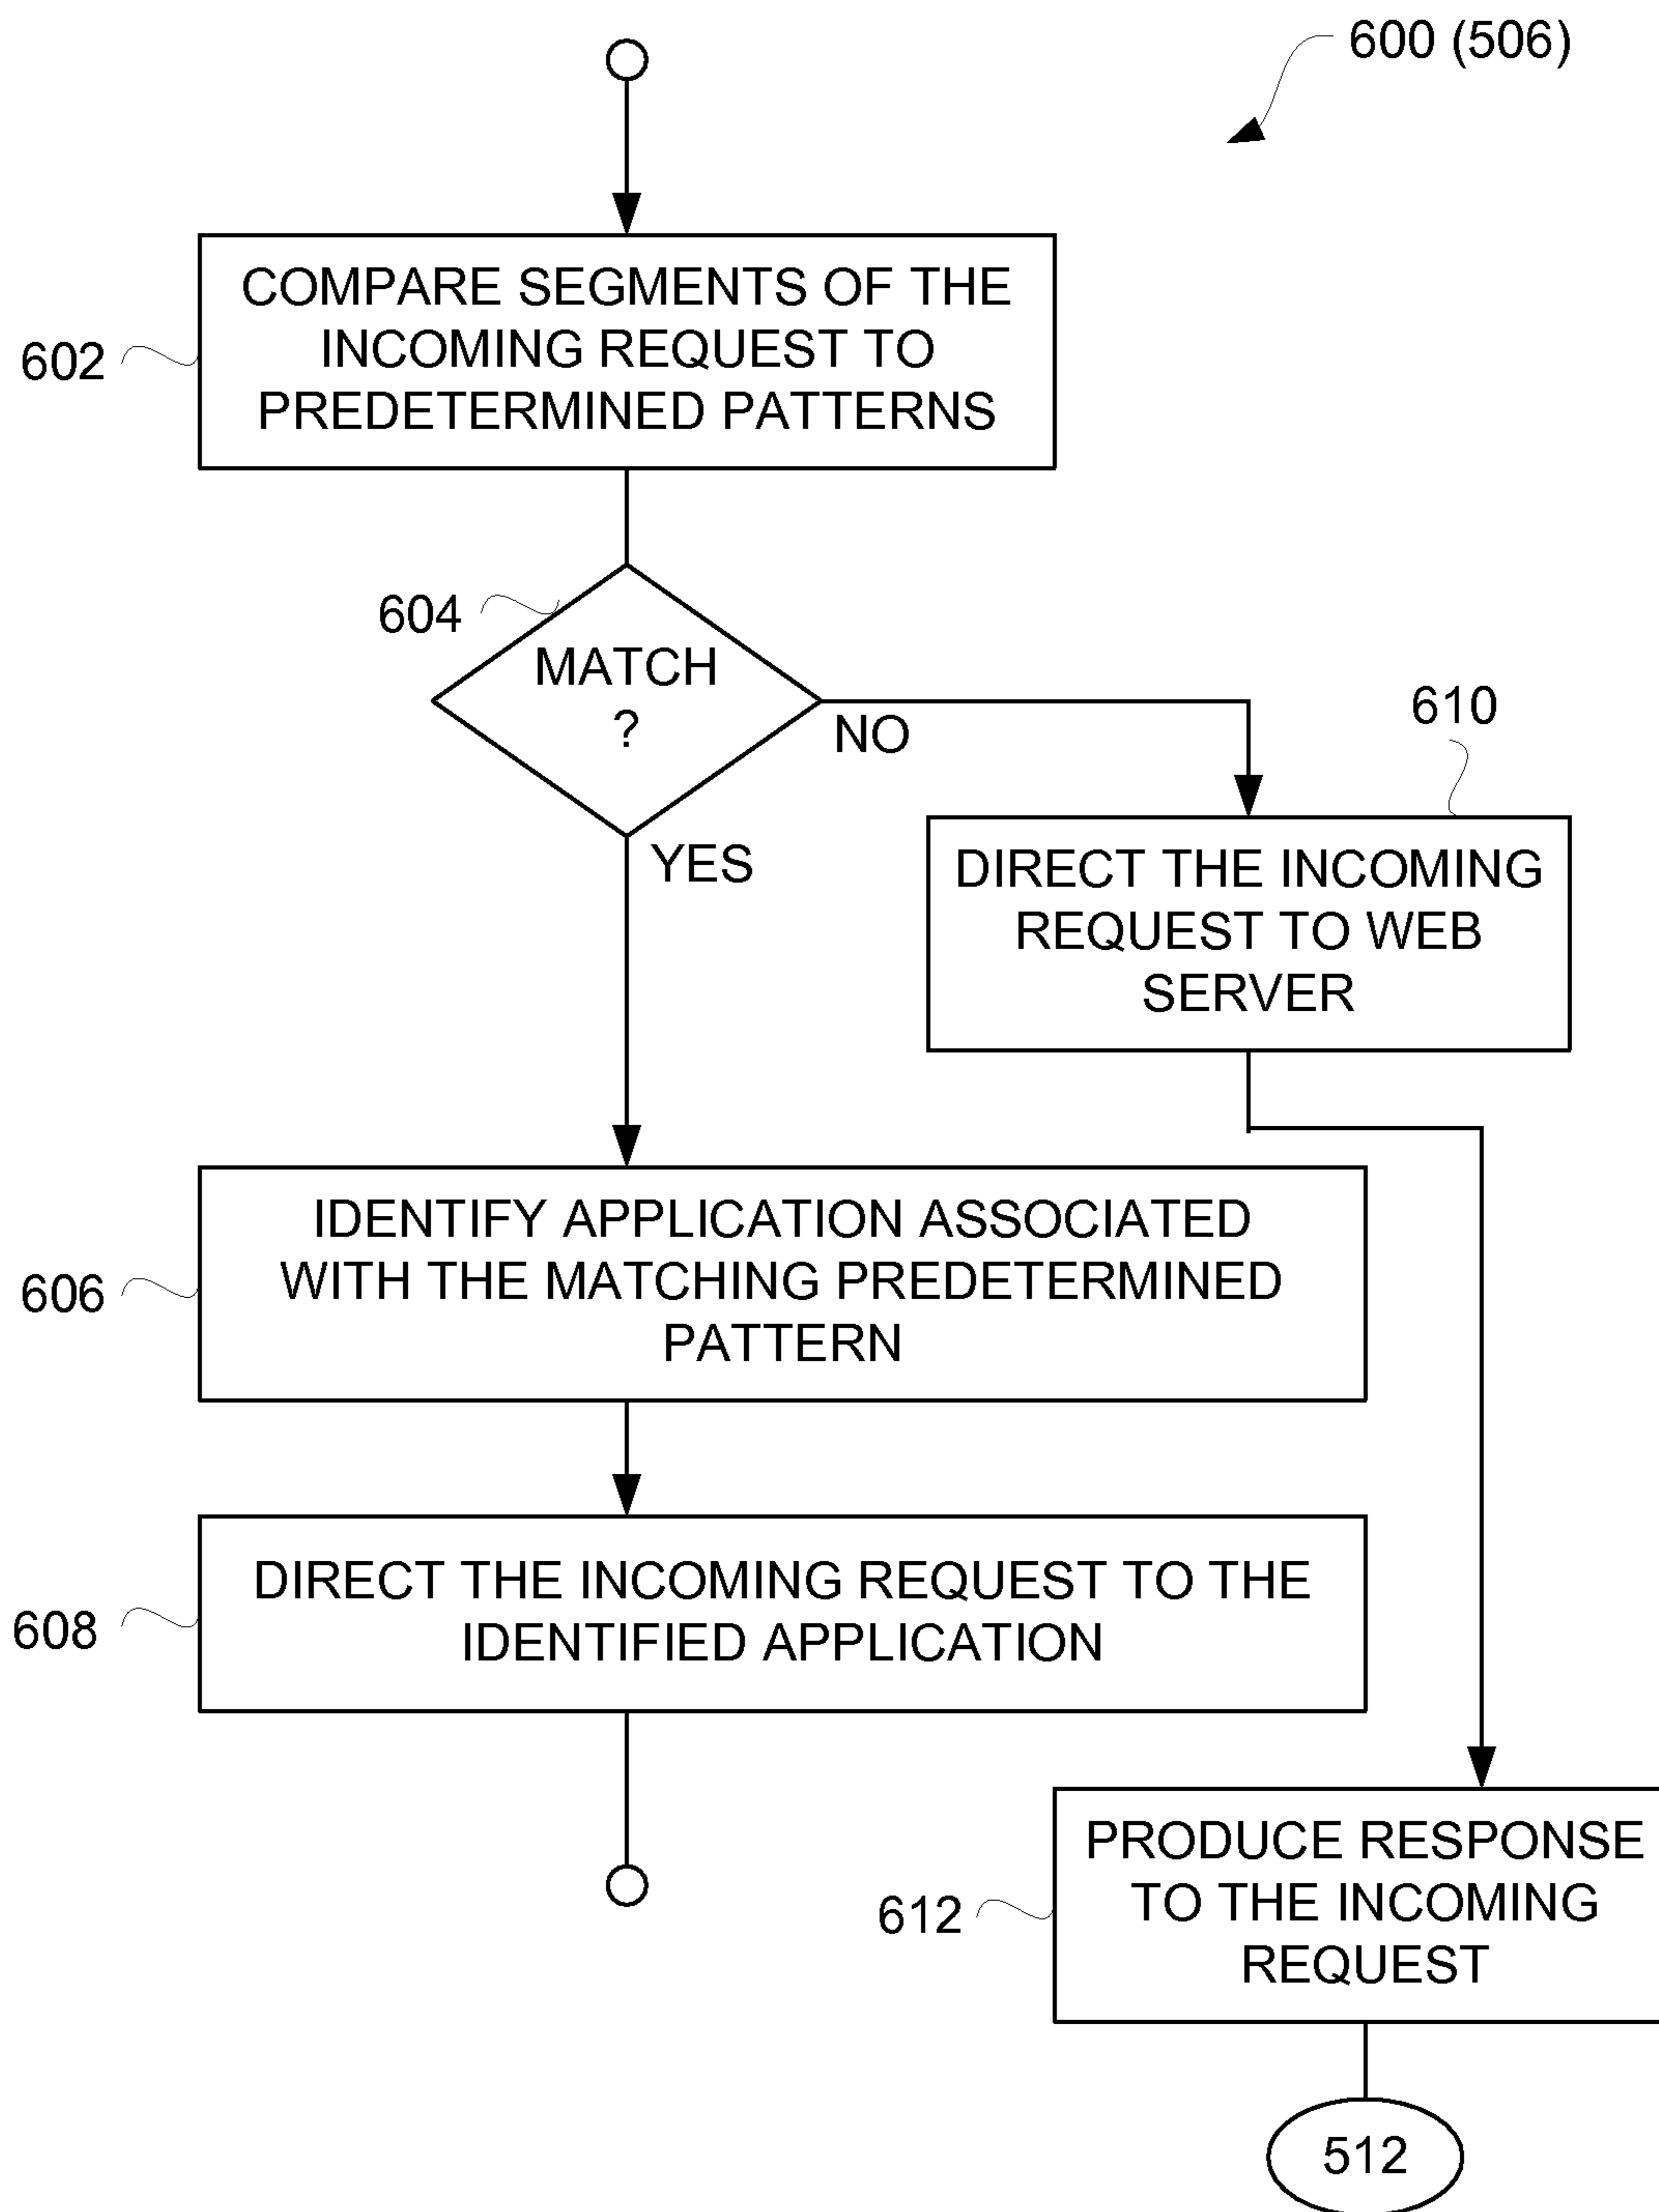 600 (506)
COMPARE SEGMENTS OF THE
INCOMING REQUEST TO
PREDETERMINED PATTERNS
602
604
MATCH
?
NO
YES
610
DIRECT THE INCOMING
REQUEST TO WEB
SERVER
IDENTIFY APPLICATION ASSOCIATED
WITH THE MATCHING PREDETERMINED
PATTERN
606
DIRECT THE INCOMING REQUEST TO THE
IDENTIFIED APPLICATION
608
PRODUCE RESPONSE
TO THE INCOMING
REQUEST
612
512